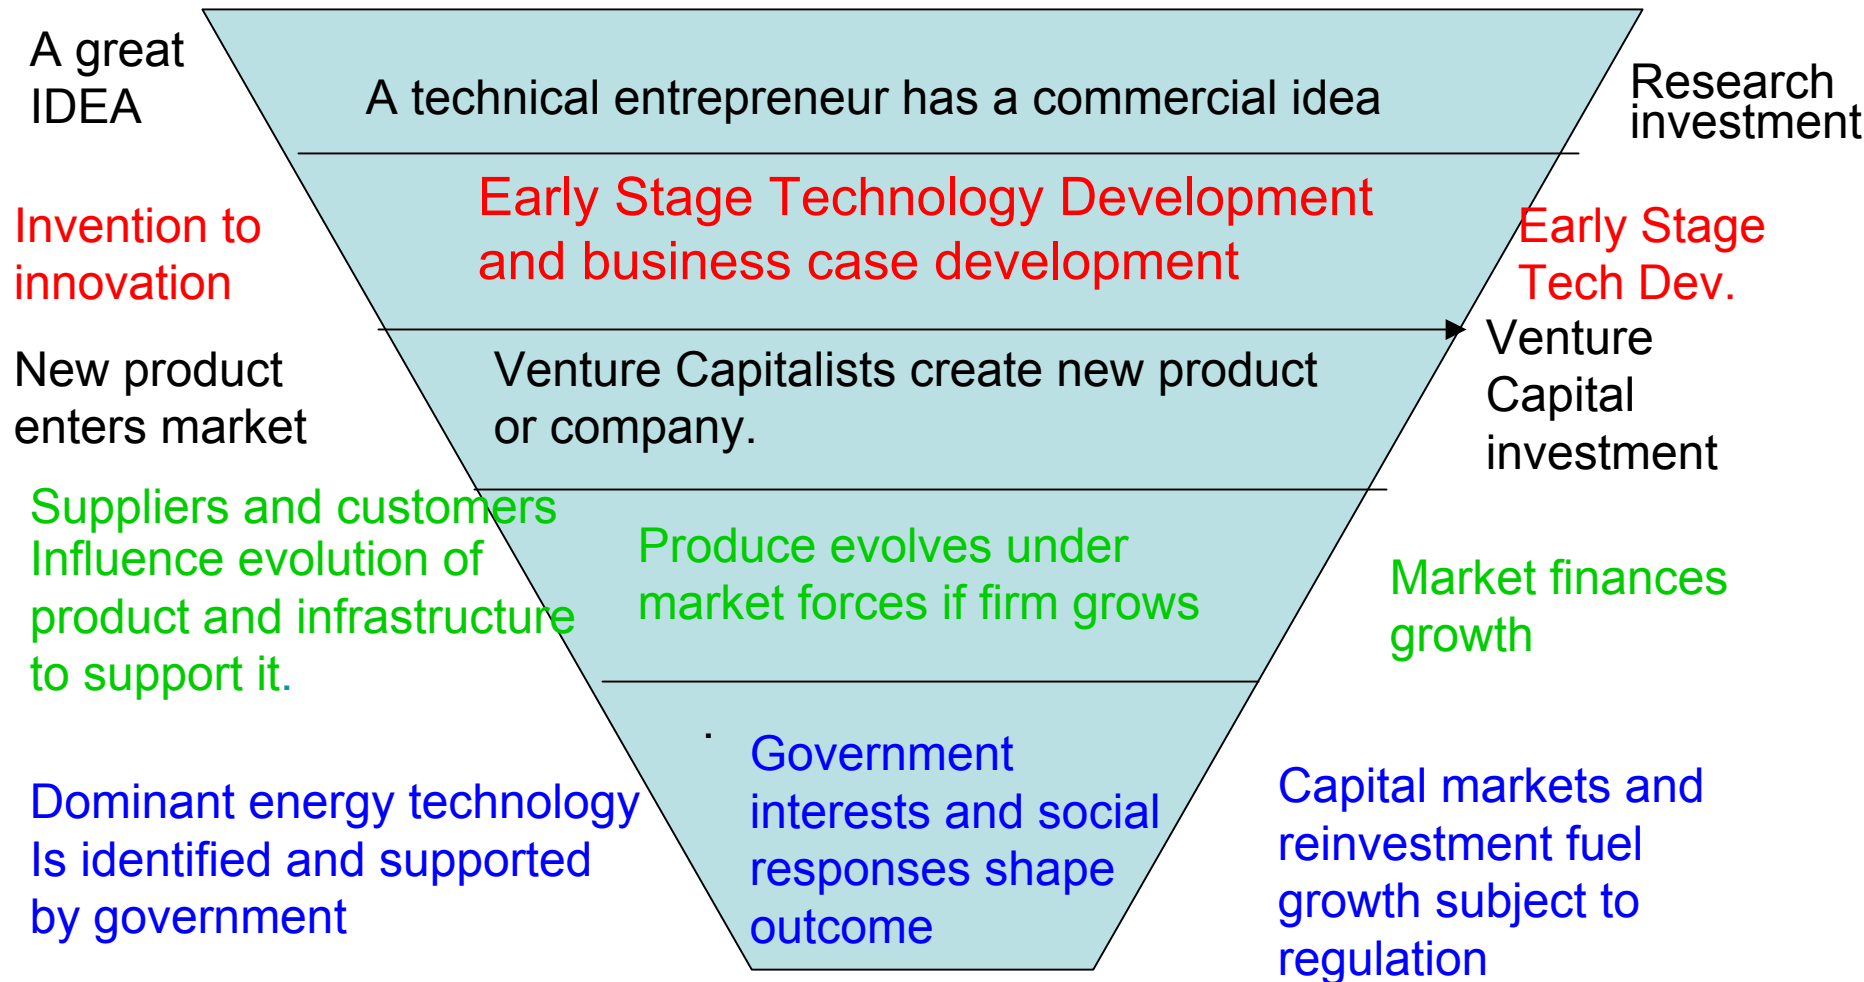 A great
IDEA
A technical entrepreneur has a commercial idea
Research
investment
Invention to
innovation
Early Stage Technology Development
and business case development
Early Stage
Tech Dev.
New product
enters market
Venture Capitalists create new product
or company.
Venture
Capital
investment
Suppliers and customers
Influence evolution of
product and infrastructure
to support it.
Produce evolves under
market forces if firm grows
Market finances
growth
Dominant energy technology
Is identified and supported
by government
.
Government
interests and social
responses shape
outcome
Capital markets and
reinvestment fuel
growth subject to
regulation